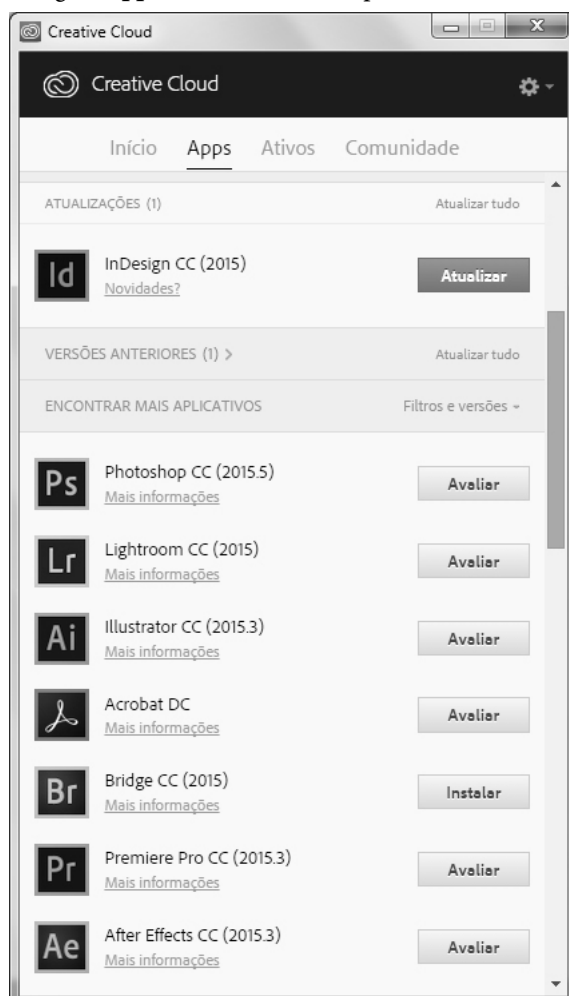 Creative Cloud
Creative Cloud
Início Apps Ativos Comunidade
ATUALIZAÇÕES (1) Atualizar tudo
Id InDesign CC (2015) Atualizar
Novidades?
VERSÕES ANTERIORES (1) > Atualizar tudo
ENCONTRAR MAIS APLICATIVOS Filtros e versões
Ps Photoshop CC (2015.5) Avaliar
Mais informações
Lr Lightroom CC (2015) Avaliar
Mais informações
Ai Illustrator CC (2015.3) Avaliar
Mais informações
Acrobat DC Avaliar
Mais informações
Br Bridge CC (2015) Instalar
Mais informações
Pr Premiere Pro CC (2015.3) Avaliar
Mais informações
Ae After Effects CC (2015.3) Avaliar
Mais informações